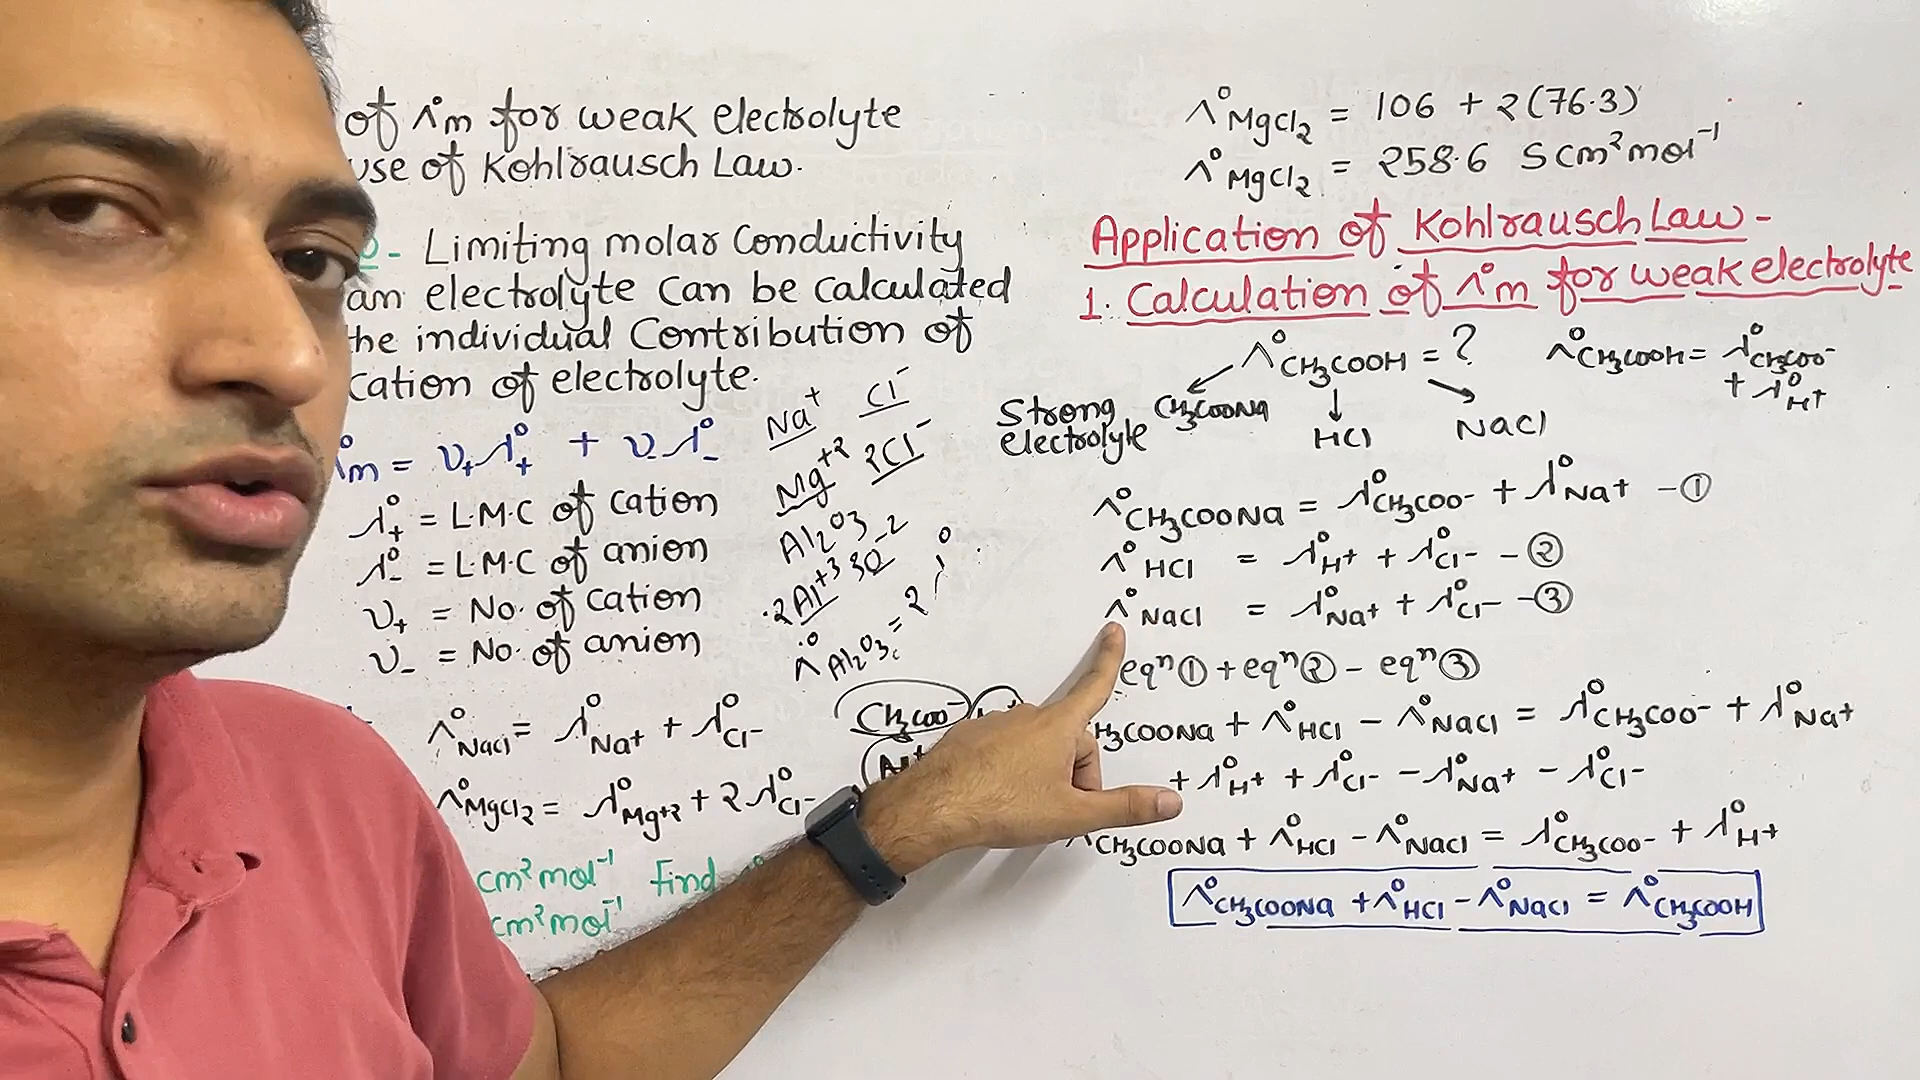 of Λ°m for weak electrolyte
use of Kohlrausch Law.
- Limiting molar Conductivity
an electrolyte can be calculated
the individual Contribution of
cation of electrolyte.
°m = ν₊λ°₊ + ν₋λ°₋
λ°₊ = L.M.C of cation
λ°₋ = L.M.C of anion
ν₊ = No. of cation
ν₋ = No. of anion
Na⁺ Cl⁻
Mg⁺² 2Cl⁻
Al₂O₃
2Al⁺³ 3O⁻²
Λ°Al₂O₃ = 2λ°
Λ°NaCl = λ°Na⁺ + λ°Cl⁻
Λ°MgCl₂ = λ°Mg⁺² + 2λ°Cl⁻
CH₃COO⁻
cm²mol⁻¹ find
cm²mol⁻¹
Λ°MgCl₂ = 106 + 2(76.3)
Λ°MgCl₂ = 258.6 S cm²mol⁻¹
Application of Kohlrausch Law -
1. Calculation of Λ°m for weak electrolyte
Λ°CH₃COOH = ? Λ°CH₃COOH = λ°CH₃COO⁻
+ λ°H⁺
Strong electrolyte CH₃COONa HCl NaCl
Λ°CH₃COONa = λ°CH₃COO⁻ + λ°Na⁺ - ①
Λ°HCl = λ°H⁺ + λ°Cl⁻ - ②
Λ°NaCl = λ°Na⁺ + λ°Cl⁻ - ③
eqⁿ① + eqⁿ② - eqⁿ③
H₃COONa + Λ°HCl - Λ°NaCl = λ°CH₃COO⁻ + λ°Na⁺
+ λ°H⁺ + λ°Cl⁻ - λ°Na⁺ - λ°Cl⁻
Λ°CH₃COONa + Λ°HCl - Λ°NaCl = λ°CH₃COO⁻ + λ°H⁺
Λ°CH₃COONa + Λ°HCl - Λ°NaCl = Λ°CH₃COOH